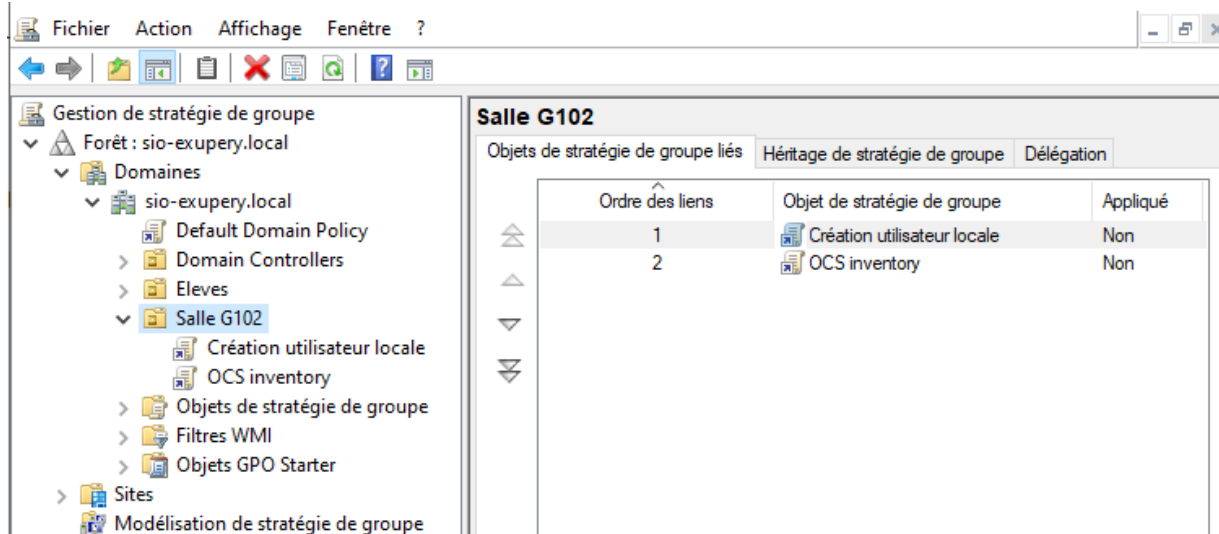 Fichier Action Affichage Fenêtre ?
Gestion de stratégie de groupe
Forêt : sio-exupery.local
Domaines
sio-exupery.local
Default Domain Policy
Domain Controllers
Eleves
Salle G102
Création utilisateur locale
OCS inventory
Objets de stratégie de groupe
Filtres WMI
Objets GPO Starter
Sites
Modélisation de stratégie de groupe
Salle G102
Objets de stratégie de groupe liés Héritage de stratégie de groupe Délégation
Ordre des liens Objet de stratégie de groupe Appliqué
1 Création utilisateur locale Non
2 OCS inventory Non